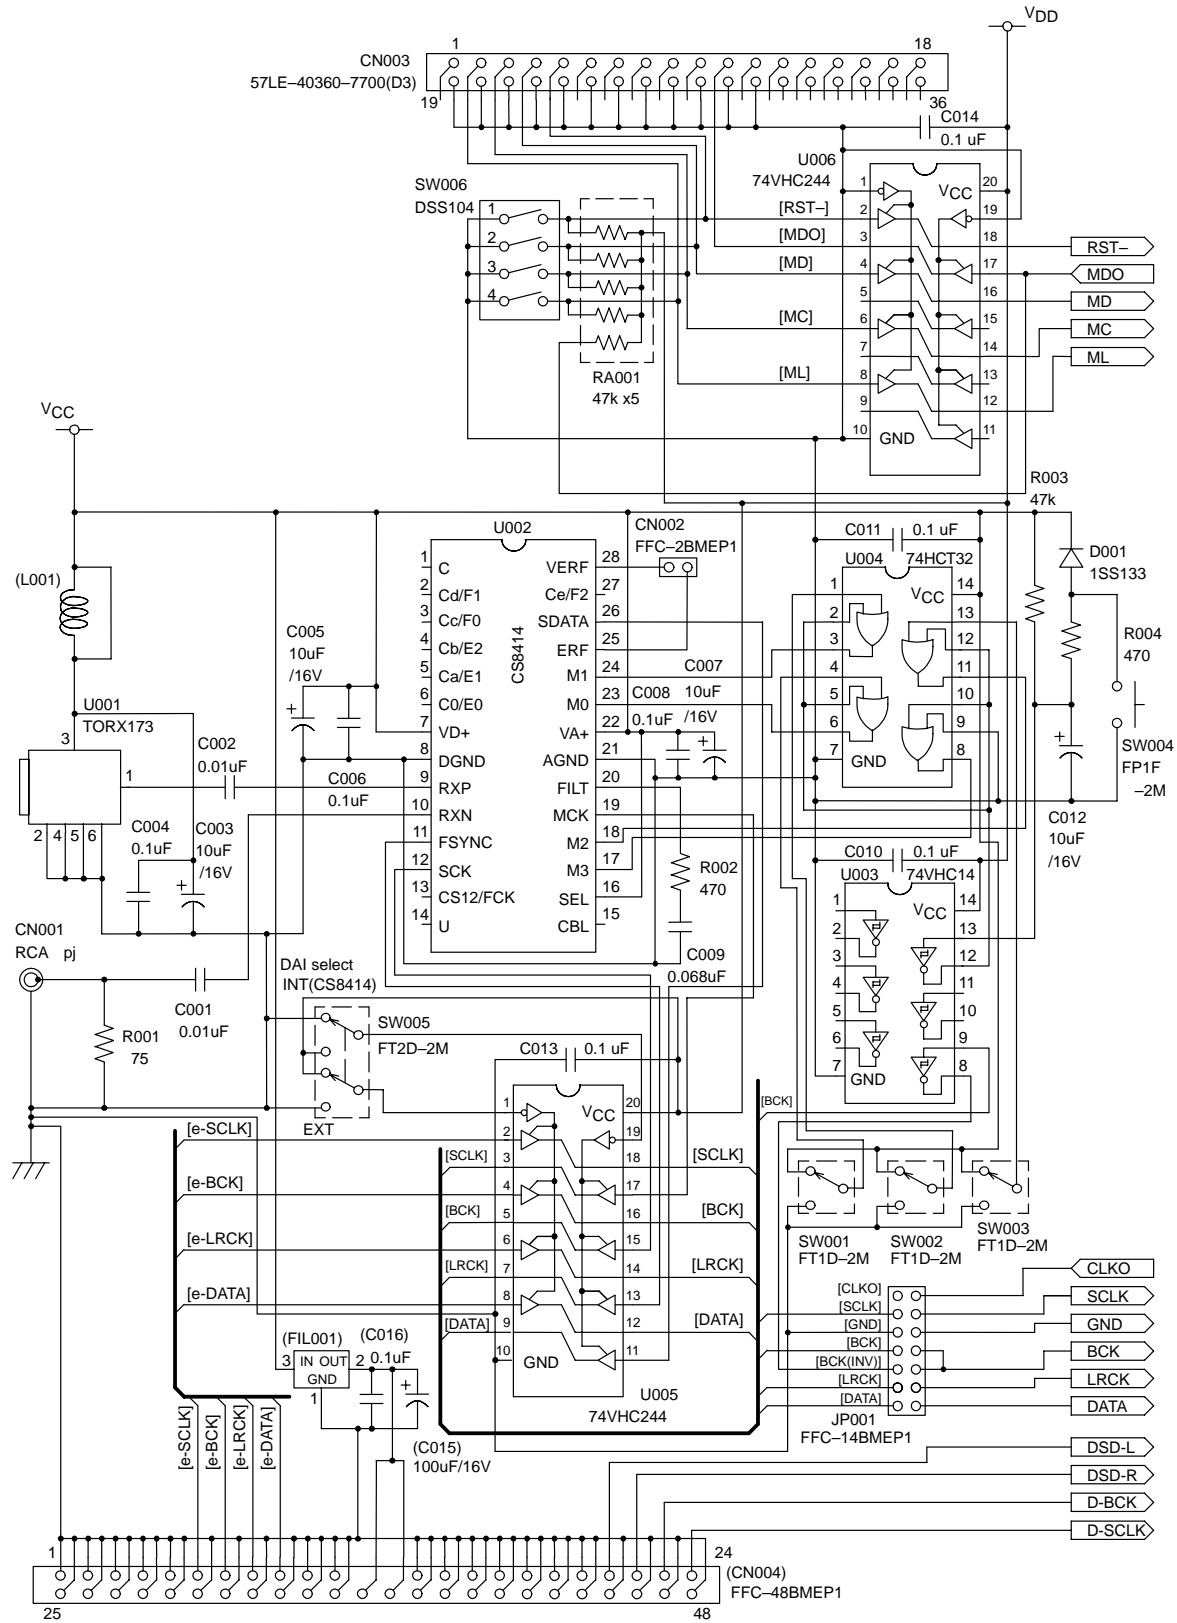 VDD
1
18
CN003
57LE–40360–7700(D3)
19
36
C014
0.1 uF
U006
74VHC244
SW006
DSS104
1
2
3
4
RA001
47k x5
[RST–]
[MDO]
[MD]
[MC]
[ML]
1
2
3
4
5
6
7
8
9
10
GND
VCC
20
19
18
17
16
15
14
13
12
11
RST–
MDO
MD
MC
ML
VCC
R003
47k
(L001)
U001
TORX173
3
1
2
4
5
6
C002
0.01uF
C004
0.1uF
C003
10uF
/16V
C005
10uF
/16V
C006
0.1uF
U002
CS8414
1
C
2
Cd/F1
3
Cc/F0
4
Cb/E2
5
Ca/E1
6
C0/E0
7
VD+
8
DGND
9
RXP
10
RXN
11
FSYNC
12
SCK
13
CS12/FCK
14
U
VERF
28
Ce/F2
27
SDATA
26
ERF
25
M1
24
M0
23
VA+
22
AGND
21
FILT
20
MCK
19
M2
18
M3
17
SEL
16
CBL
15
CN002
FFC–2BMEP1
C007
10uF
/16V
C008
0.1uF
R002
470
C009
0.068uF
C011
0.1 uF
U004
74HCT32
1
2
3
4
5
6
7
GND
VCC
14
13
12
11
10
9
8
D001
1SS133
R004
470
SW004
FP1F
–2M
C012
10uF
/16V
C010
0.1 uF
U003
74VHC14
1
2
3
4
5
6
7
GND
VCC
14
13
12
11
10
9
8
CN001
RCA pj
C001
0.01uF
R001
75
DAI select
INT(CS8414)
SW005
FT2D–2M
EXT
C013
0.1 uF
1
2
3
4
5
6
7
8
9
10
GND
VCC
20
19
18
17
16
15
14
13
12
11
U005
74VHC244
[e-SCLK]
[e-BCK]
[e-LRCK]
[e-DATA]
[SCLK]
[BCK]
[LRCK]
[DATA]
[SCLK]
[BCK]
[LRCK]
[DATA]
[BCK]
SW001
FT1D–2M
SW002
FT1D–2M
SW003
FT1D–2M
[CLKO]
[SCLK]
[GND]
[BCK]
[BCK(INV)]
[LRCK]
[DATA]
JP001
FFC–14BMEP1
CLKO
SCLK
GND
BCK
LRCK
DATA
DSD-L
DSD-R
D-BCK
D-SCLK
(FIL001)
3
IN OUT
2
GND
1
(C016)
0.1uF
(C015)
100uF/16V
[e-SCLK]
[e-BCK]
[e-LRCK]
[e-DATA]
1
24
(CN004)
FFC–48BMEP1
25
48